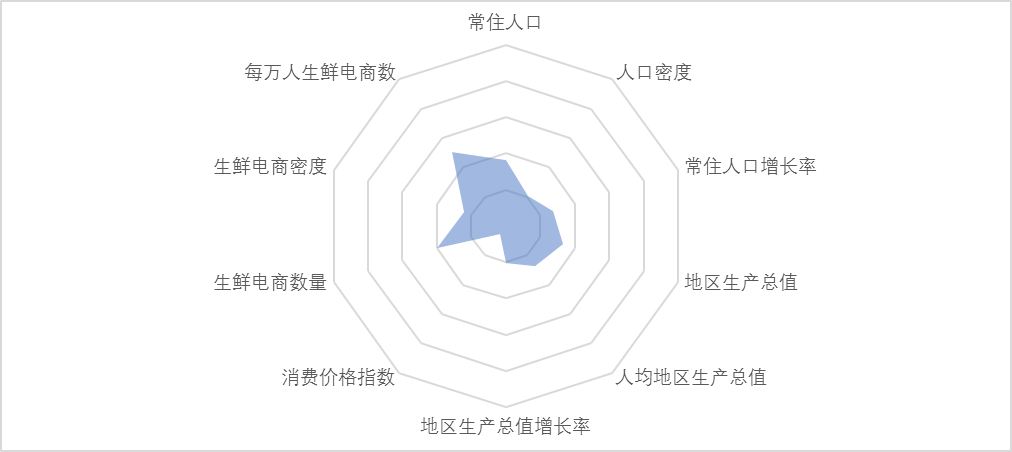 常住人口
每万人生鲜电商数
人口密度
生鲜电商密度
常住人口增长率
生鲜电商数量
地区生产总值
消费价格指数
人均地区生产总值
地区生产总值增长率